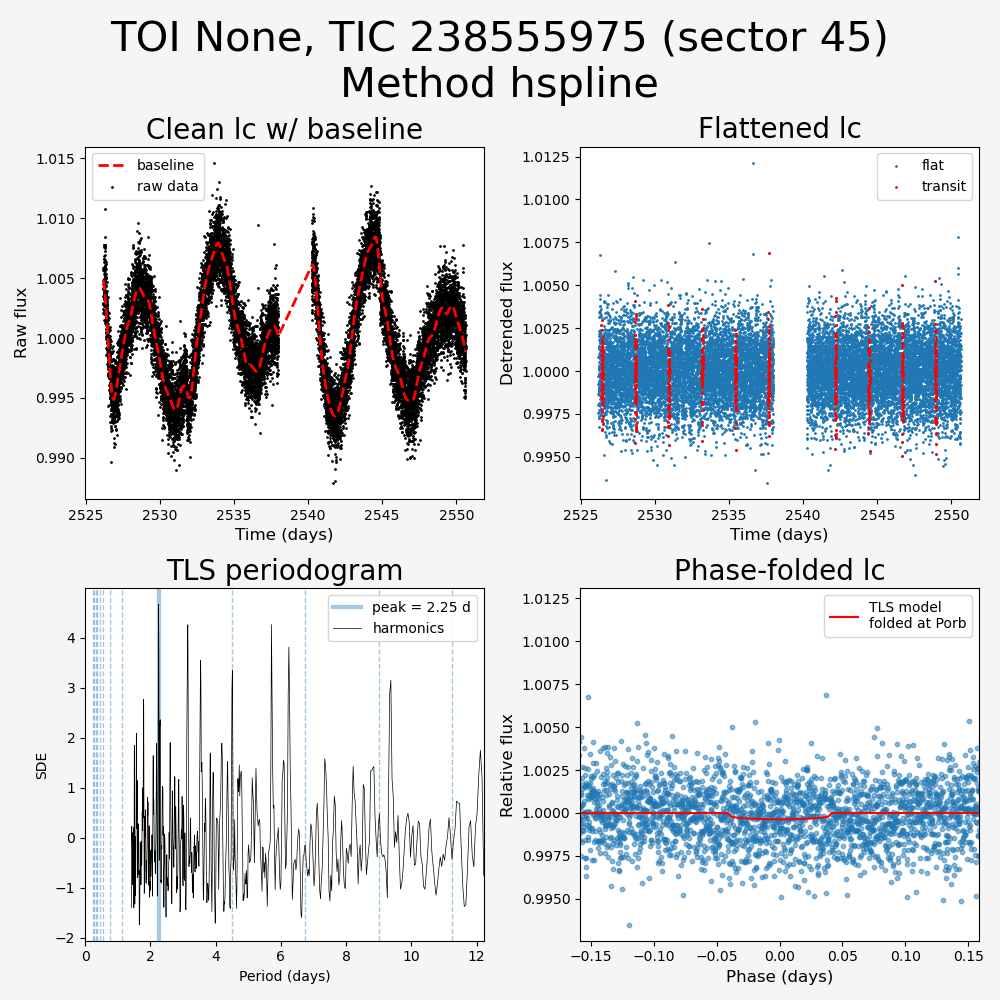 TOI None, TIC 238555975 (sector 45)
Method hspline
Clean lc w/ baseline
Flattened lc
baseline
raw data
flat
transit
Raw flux
1.015
1.010
1.005
1.000
0.995
0.990
2525 2530 2535 2540 2545 2550
Time (days)
Detrended flux
1.0125
1.0100
1.0075
1.0050
1.0025
1.0000
0.9975
0.9950
2525 2530 2535 2540 2545 2550
Time (days)
TLS periodogram
Phase-folded lc
peak = 2.25 d
harmonics
TLS model
folded at Porb
SDE
4
3
2
1
0
−1
−2
0 2 4 6 8 10 12
Period (days)
Relative flux
1.0125
1.0100
1.0075
1.0050
1.0025
1.0000
0.9975
0.9950
−0.15 −0.10 −0.05 0.00 0.05 0.10 0.15
Phase (days)